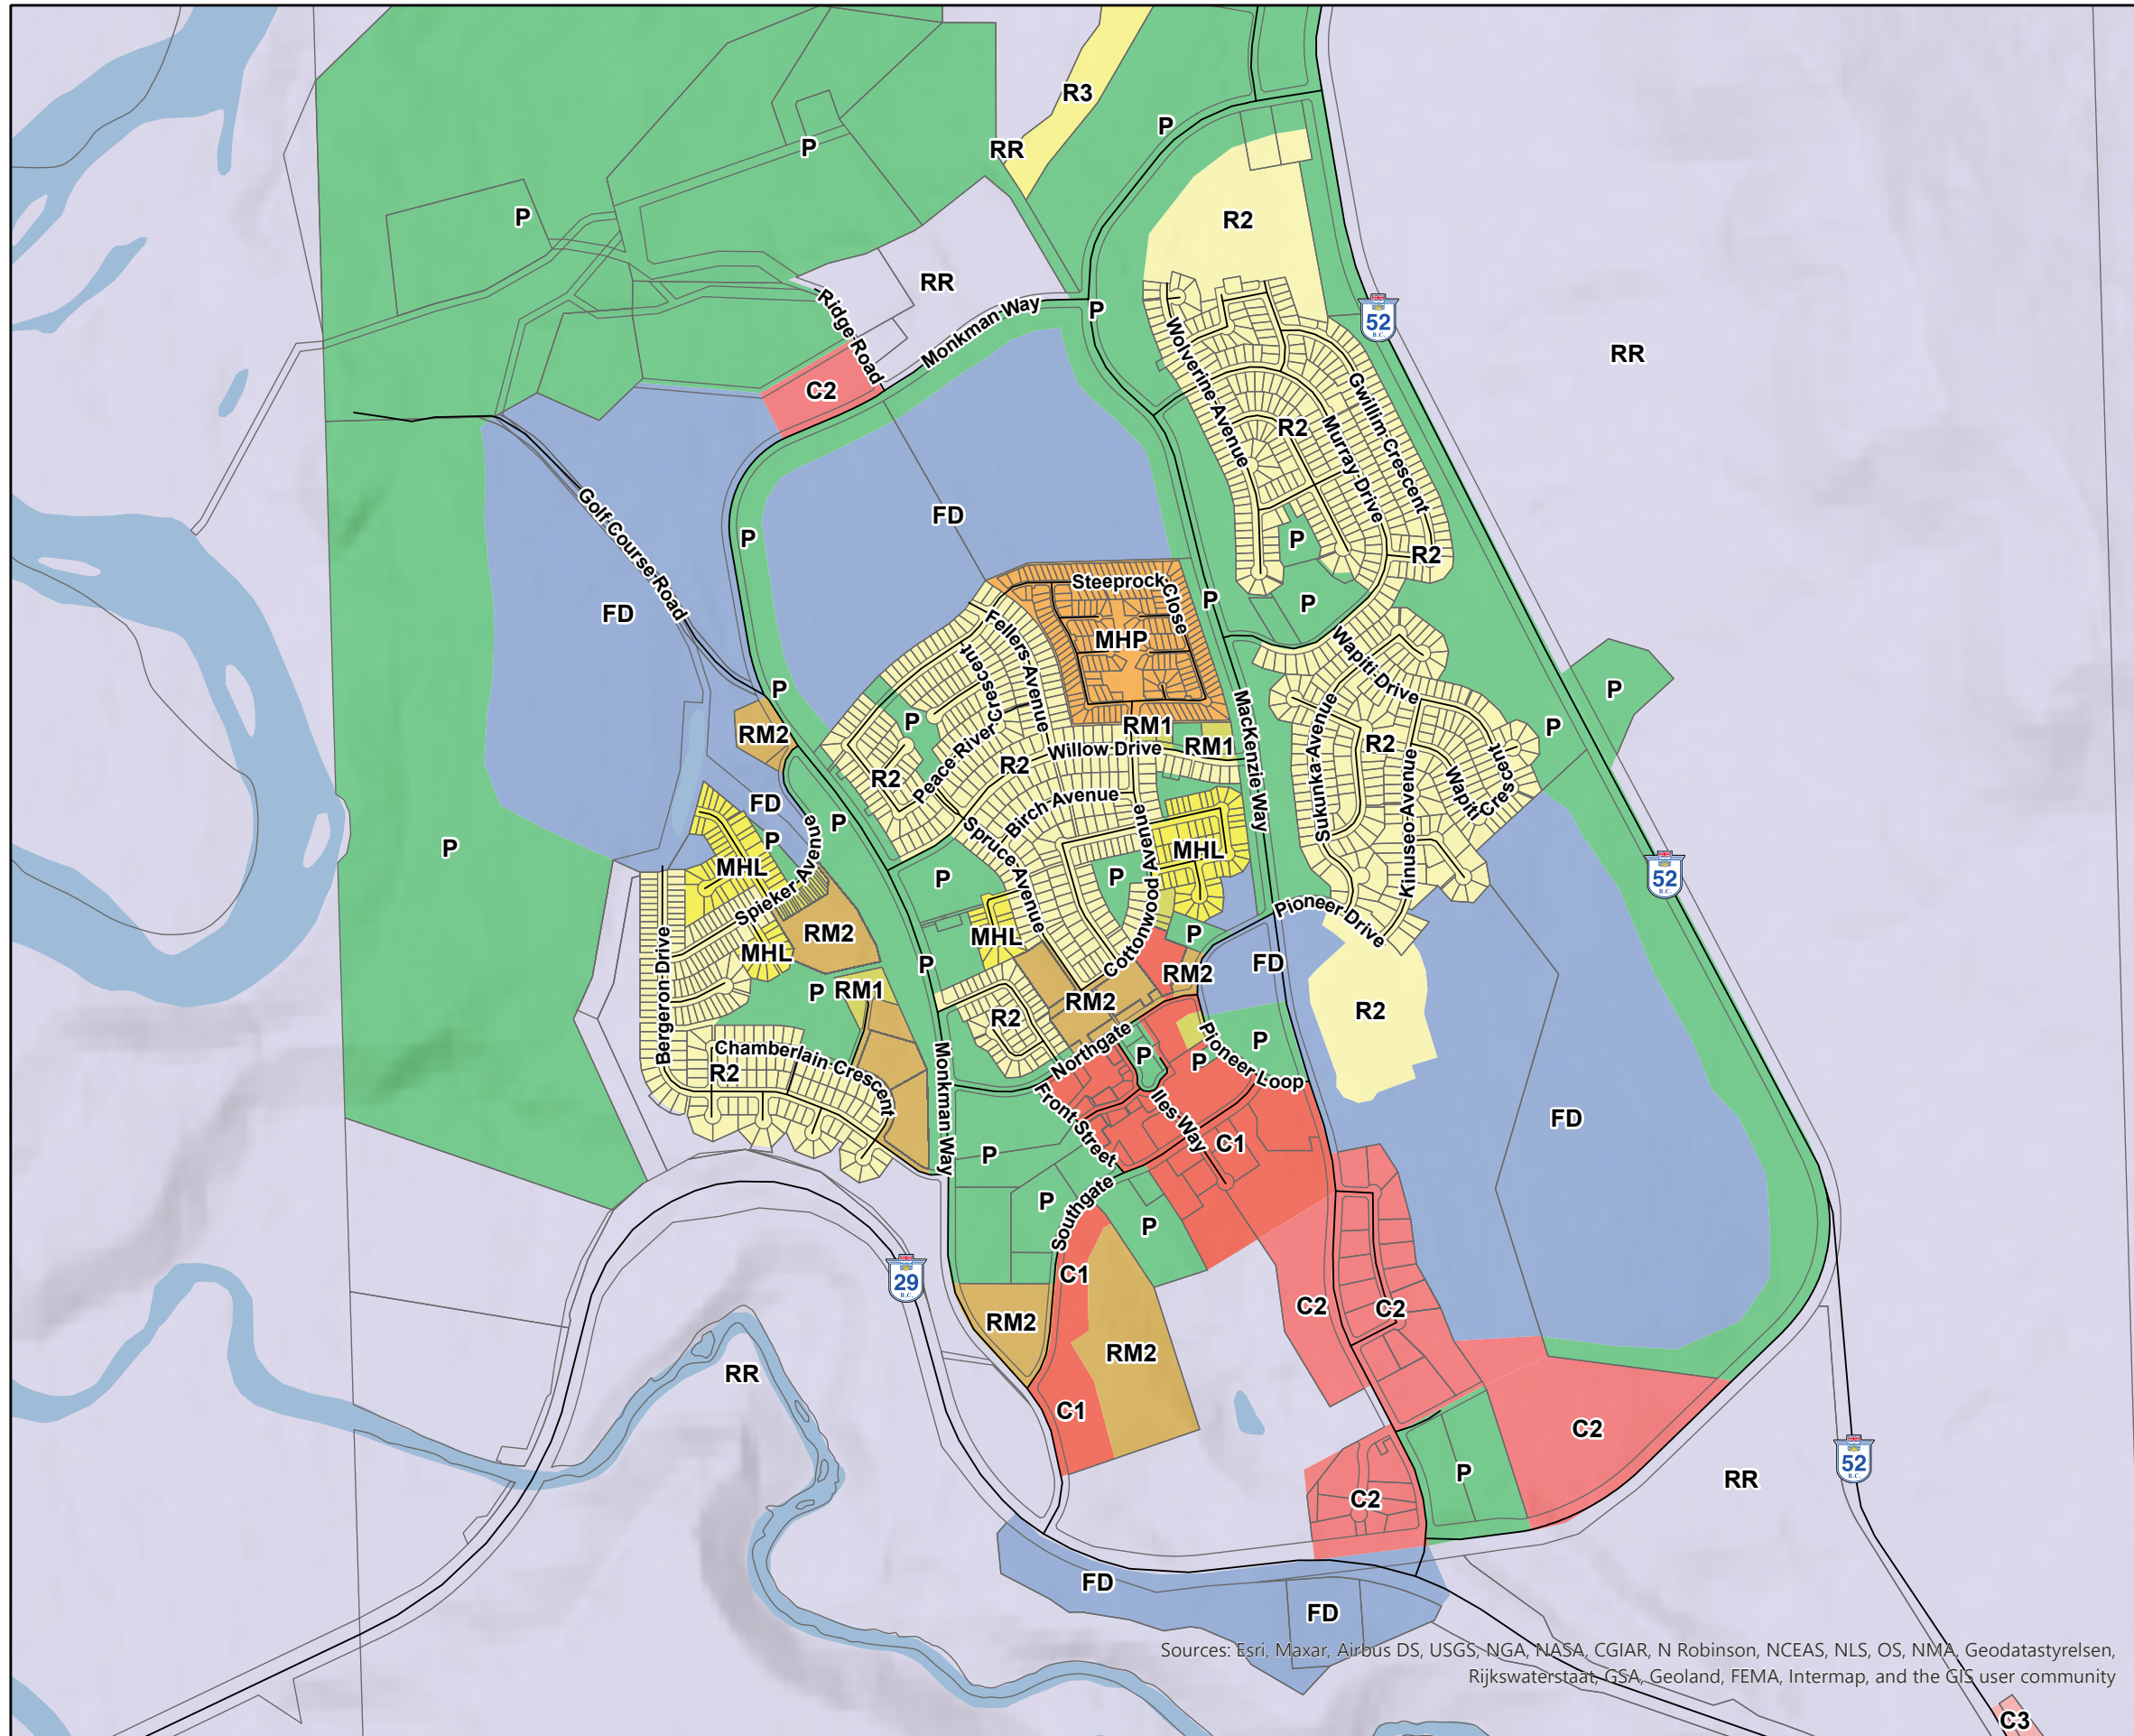 R3
P
RR
P
P
R2
RR
Ridge Road
Monkman Way
P
52
B.C.
RR
C2
Wolverine Avenue
Gwillim Crescent
R2
Murray Drive
FD
P
P
R2
Golf Course Road
FD
Steeprock Close
P
P
MHP
Fellers Avenue
Wapiti Drive
P
P
P
P
RM2
Peace River Crescent
RM1
Willow Drive
RM1
MacKenzie Way
R2
R2
R2
Sukunka Avenue
Kinuseo Avenue
Wapiti Crescent
FD
P
P
Birch Avenue
Spruce Avenue
P
MHL
Spieker Avenue
P
P
Cottonwood Avenue
MHL
52
B.C.
Pioneer Drive
RM2
MHL
P
MHL
Bergeron Drive
P
RM2
FD
P
RM1
RM2
R2
R2
Northgate
P
P
Pioneer Loop
P
Chamberlain Crescent
R2
Monkman Way
Front Street
Iles Way
C1
FD
P
P
Southgate
P
29
B.C.
C1
RM2
RM2
C2
C2
RR
C1
C2
P
RR
52
B.C.
C2
FD
FD
Sources: Esri, Maxar, Airbus DS, USGS, NGA, NASA, CGIAR, N Robinson, NCEAS, NLS, OS, NMA, Geodatastyrelsen,
Rijkswaterstaat, GSA, Geoland, FEMA, Intermap, and the GIS user community
C3